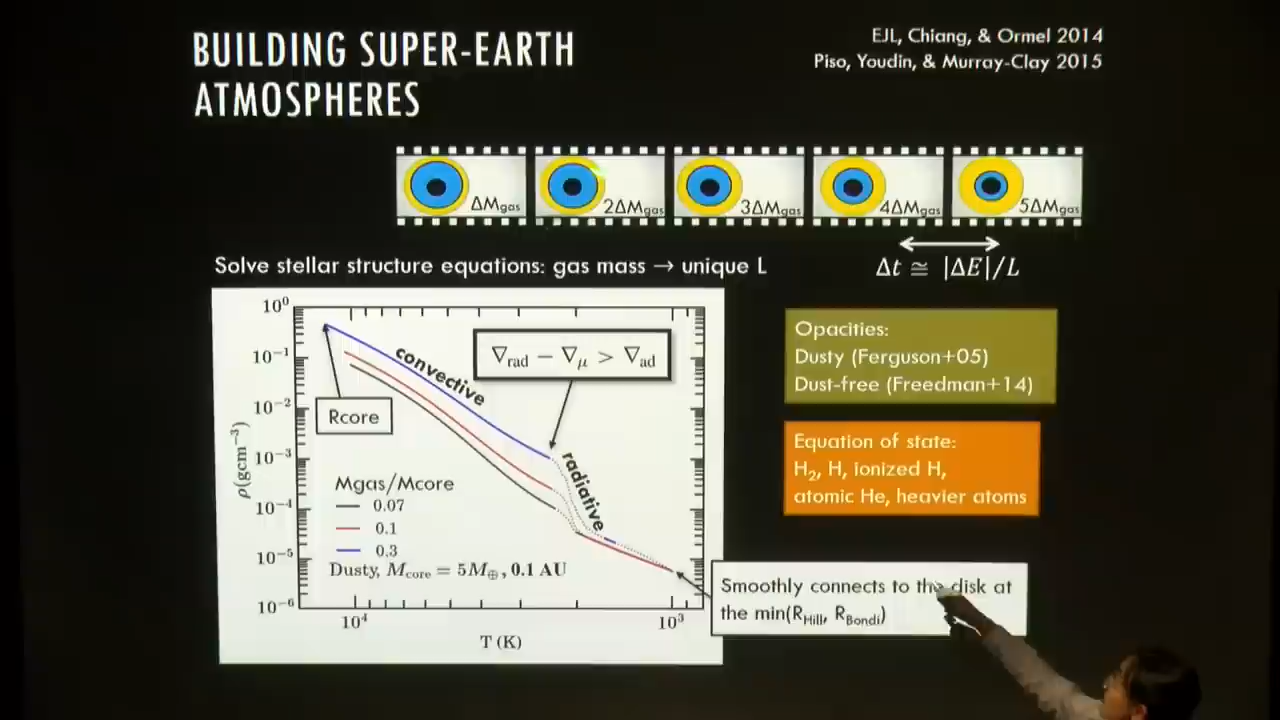 BUILDING SUPER-EARTH
ATMOSPHERES
EJL, Chiang, & Ormel 2014
Piso, Youdin, & Murray-Clay 2015
ΔMgas
2ΔMgas
3ΔMgas
4ΔMgas
5ΔMgas
Solve stellar structure equations: gas mass → unique L
Δt ≅ |ΔE|/L
10⁰
10⁻¹
10⁻²
10⁻³
10⁻⁴
10⁻⁵
10⁻⁶
ρ(gcm⁻³)
convective
∇rad − ∇μ > ∇ad
Rcore
radiative
Mgas/Mcore
0.07
0.1
0.3
Dusty, Mcore = 5M⊕, 0.1 AU
10⁴
10³
T (K)
Opacities:
Dusty (Ferguson+05)
Dust-free (Freedman+14)
Equation of state:
H₂, H, ionized H,
atomic He, heavier atoms
Smoothly connects to the disk at
the min(RHill, RBondi)